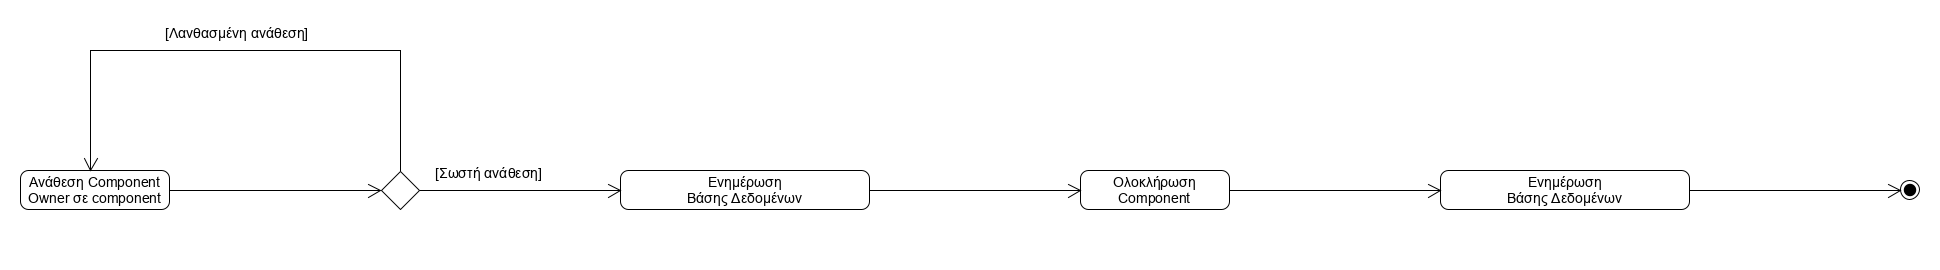 [Λανθασμένη ανάθεση]
Ανάθεση Component
Owner σε component
[Σωστή ανάθεση]
Ενημέρωση
Βάσης Δεδομένων
Ολοκλήρωση
Component
Ενημέρωση
Βάσης Δεδομένων